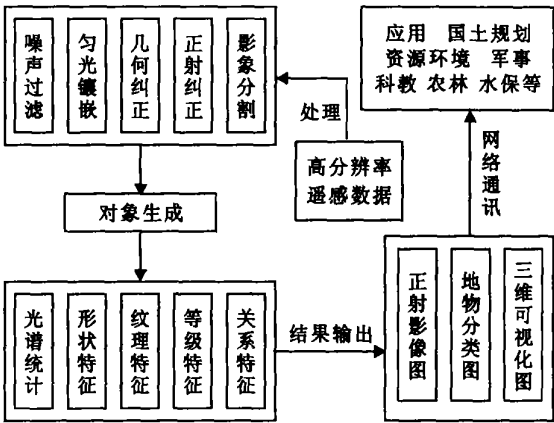 噪声过滤
匀光镶嵌
几何纠正
正射纠正
影象分割
处理
高分辨率
遥感数据
对象生成
光谱统计
形状特征
纹理特征
等级特征
关系特征
结果输出
正射影像图
地物分类图
三维可视化图
网络通讯
应用 国土规划
资源环境 军事
科教 农林 水保等